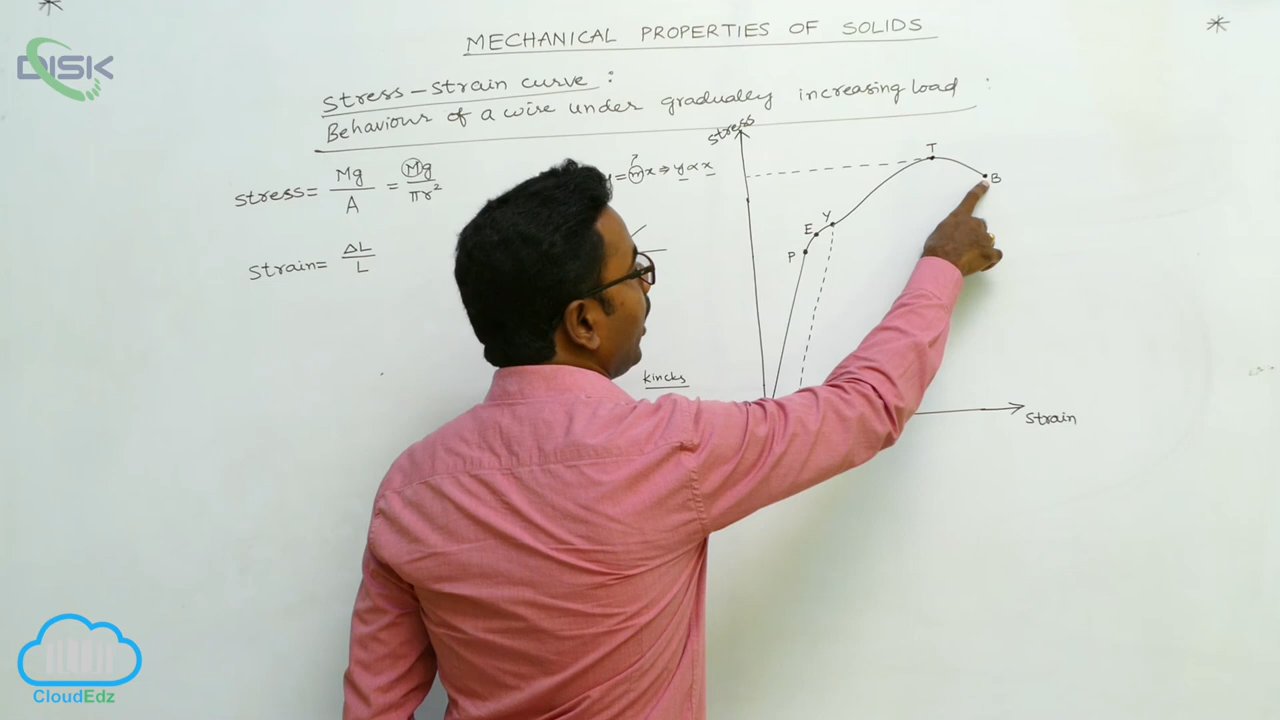 DISK
MECHANICAL PROPERTIES OF SOLIDS
Stress – strain curve :
Behaviour of a wire under gradually increasing load :
stress = Mg / A = Mg / πr²
strain = ΔL / L
= m x ⇒ y ∝ x
stress
T
B
Y
E
P
kincks
strain
CloudEdz